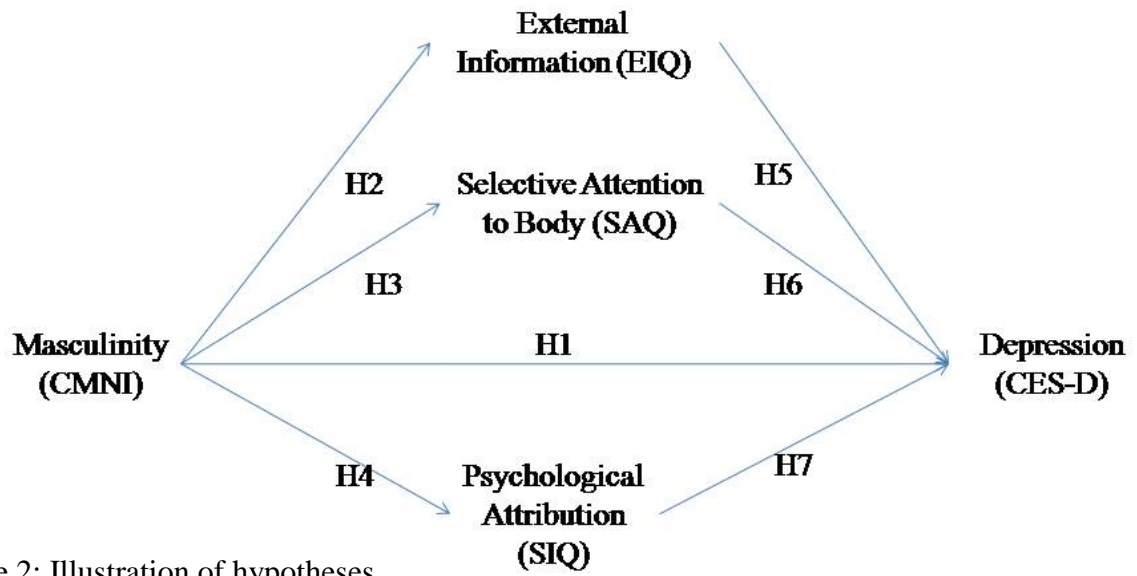 External
Information (EIQ)
H2
Selective Attention
to Body (SAQ)
H5
H3
H6
Masculinity
(CMNI)
H1
Depression
(CES-D)
H4
Psychological
Attribution
(SIQ)
H7
2: Illustration of hypotheses